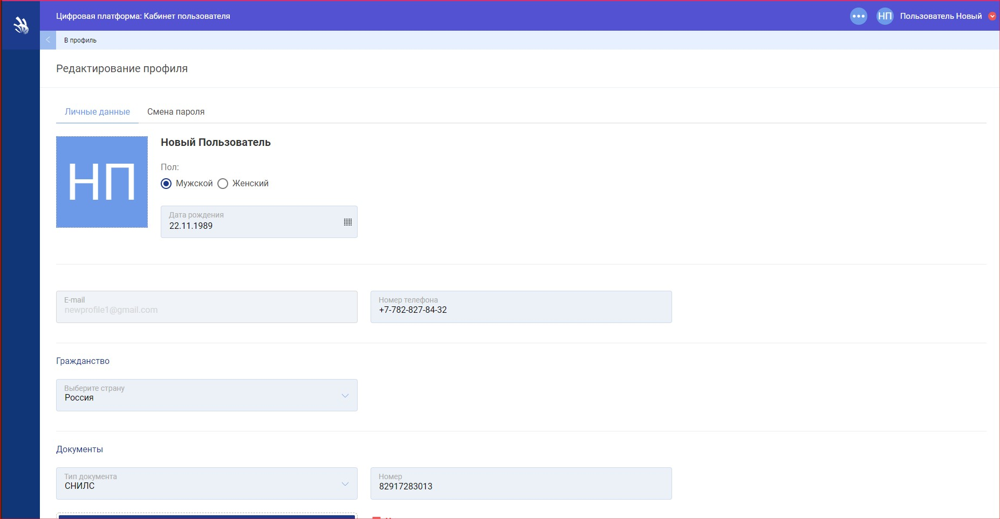 Цифровая платформа: Кабинет пользователя
НП Пользователь Новый
В профиль
Редактирование профиля
Личные данные Смена пароля
НП
Новый Пользователь
Пол:
Мужской Женский
Дата рождения
22.11.1989
E-mail
newprofile1@gmail.com
Номер телефона
+7-782-827-84-32
Гражданство
Выберите страну
Россия
Документы
Тип документа
СНИЛС
Номер
82917283013